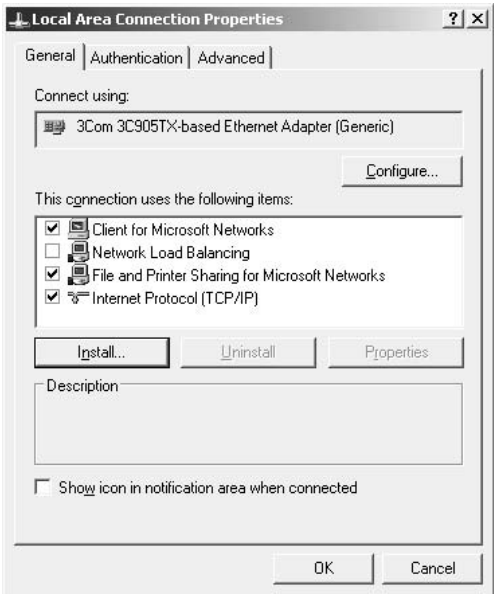 Local Area Connection Properties
General Authentication Advanced
Connect using:
3Com 3C905TX-based Ethernet Adapter (Generic)
Configure...
This connection uses the following items:
Client for Microsoft Networks
Network Load Balancing
File and Printer Sharing for Microsoft Networks
Internet Protocol (TCP/IP)
Install... Uninstall Properties
Description
Show icon in notification area when connected
OK Cancel